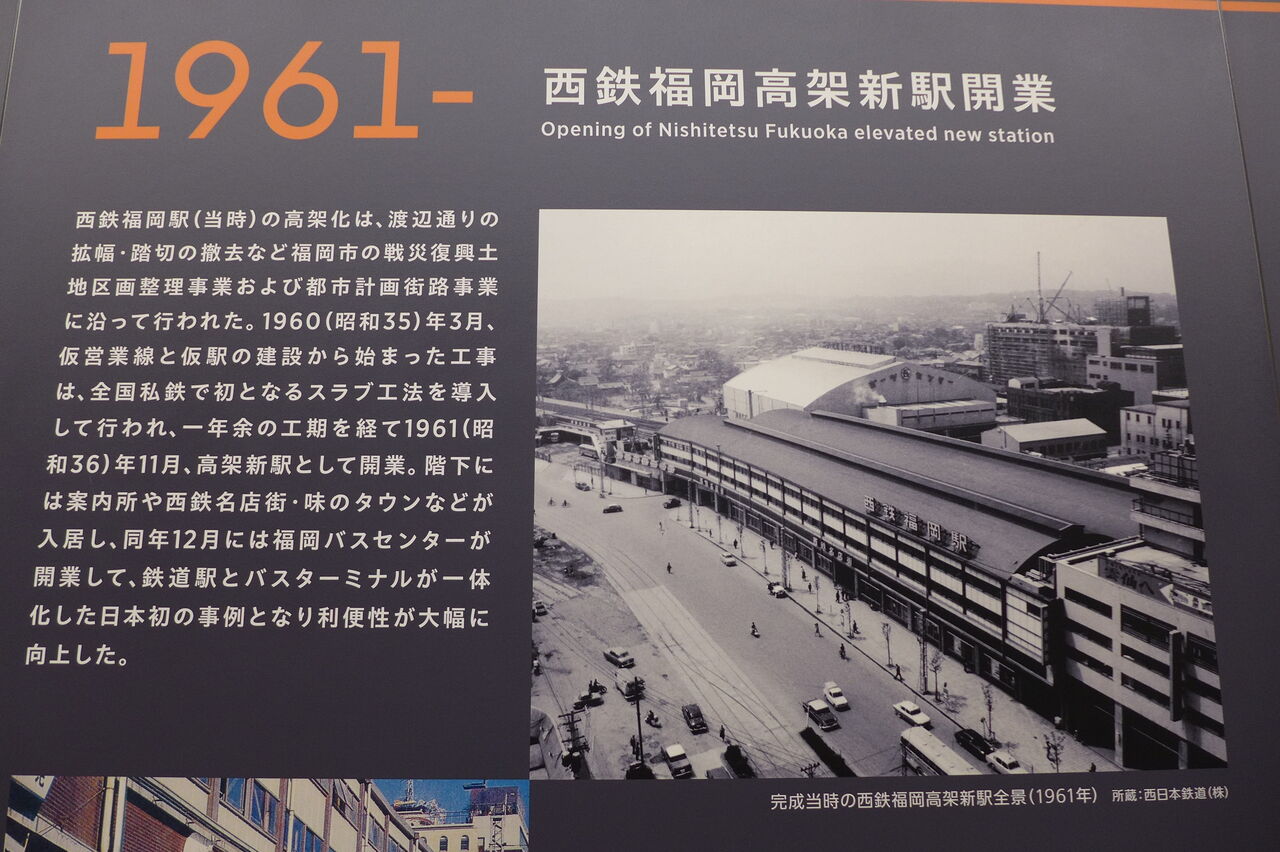 1961-
西鉄福岡高架新駅開業
Opening of Nishitetsu Fukuoka elevated new station
西鉄福岡駅(当時)の高架化は、渡辺通りの
拡幅・踏切の撤去など福岡市の戦災復興土
地区画整理事業および都市計画街路事業
に沿って行われた。1960(昭和35)年3月、
仮営業線と仮駅の建設から始まった工事
は、全国私鉄で初となるスラブ工法を導入
して行われ、一年余の工期を経て1961(昭
和36)年11月、高架新駅として開業。階下に
は案内所や西鉄名店街・味のタウンなどが
入居し、同年12月には福岡バスセンターが
開業して、鉄道駅とバスターミナルが一体
化した日本初の事例となり利便性が大幅に
向上した。
西鉄福岡駅
完成当時の西鉄福岡高架新駅全景(1961年) 所蔵:西日本鉄道(株)